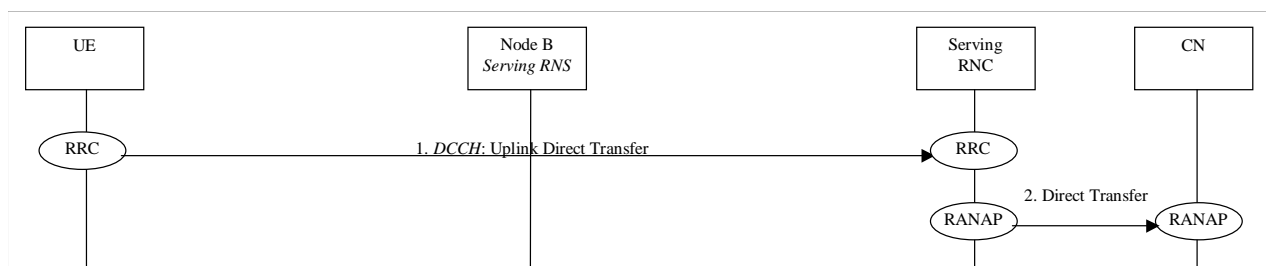 UE
Node B
Serving RNS
Serving
RNC
CN
RRC
1. DCCH: Uplink Direct Transfer
RRC
2. Direct Transfer
RANAP
RANAP